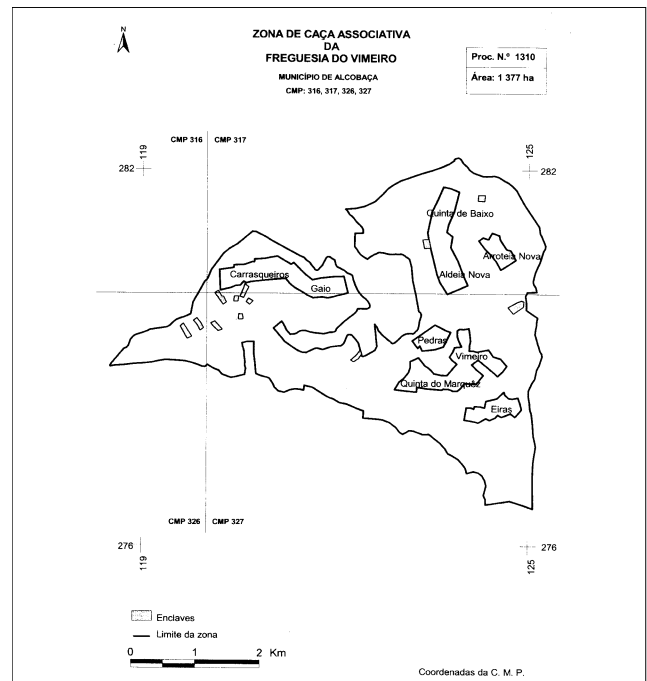 N
ZONA DE CAÇA ASSOCIATIVA
DA
FREGUESIA DO VIMEIRO
MUNICÍPIO DE ALCOBAÇA
CMP: 316, 317, 326, 327
Proc. N.º 1310
Área: 1 377 ha
CMP 316
CMP 317
119
125
282
282
Quinta de Baixo
Arroteia Nova
Carrasqueiros
Aldeia Nova
Gaio
Pedras
Vimeiro
Quinta do Marquêz
Eiras
CMP 326
CMP 327
276
276
119
125
Enclaves
Limite da zona
0 1 2 Km
Coordenadas da C. M. P.